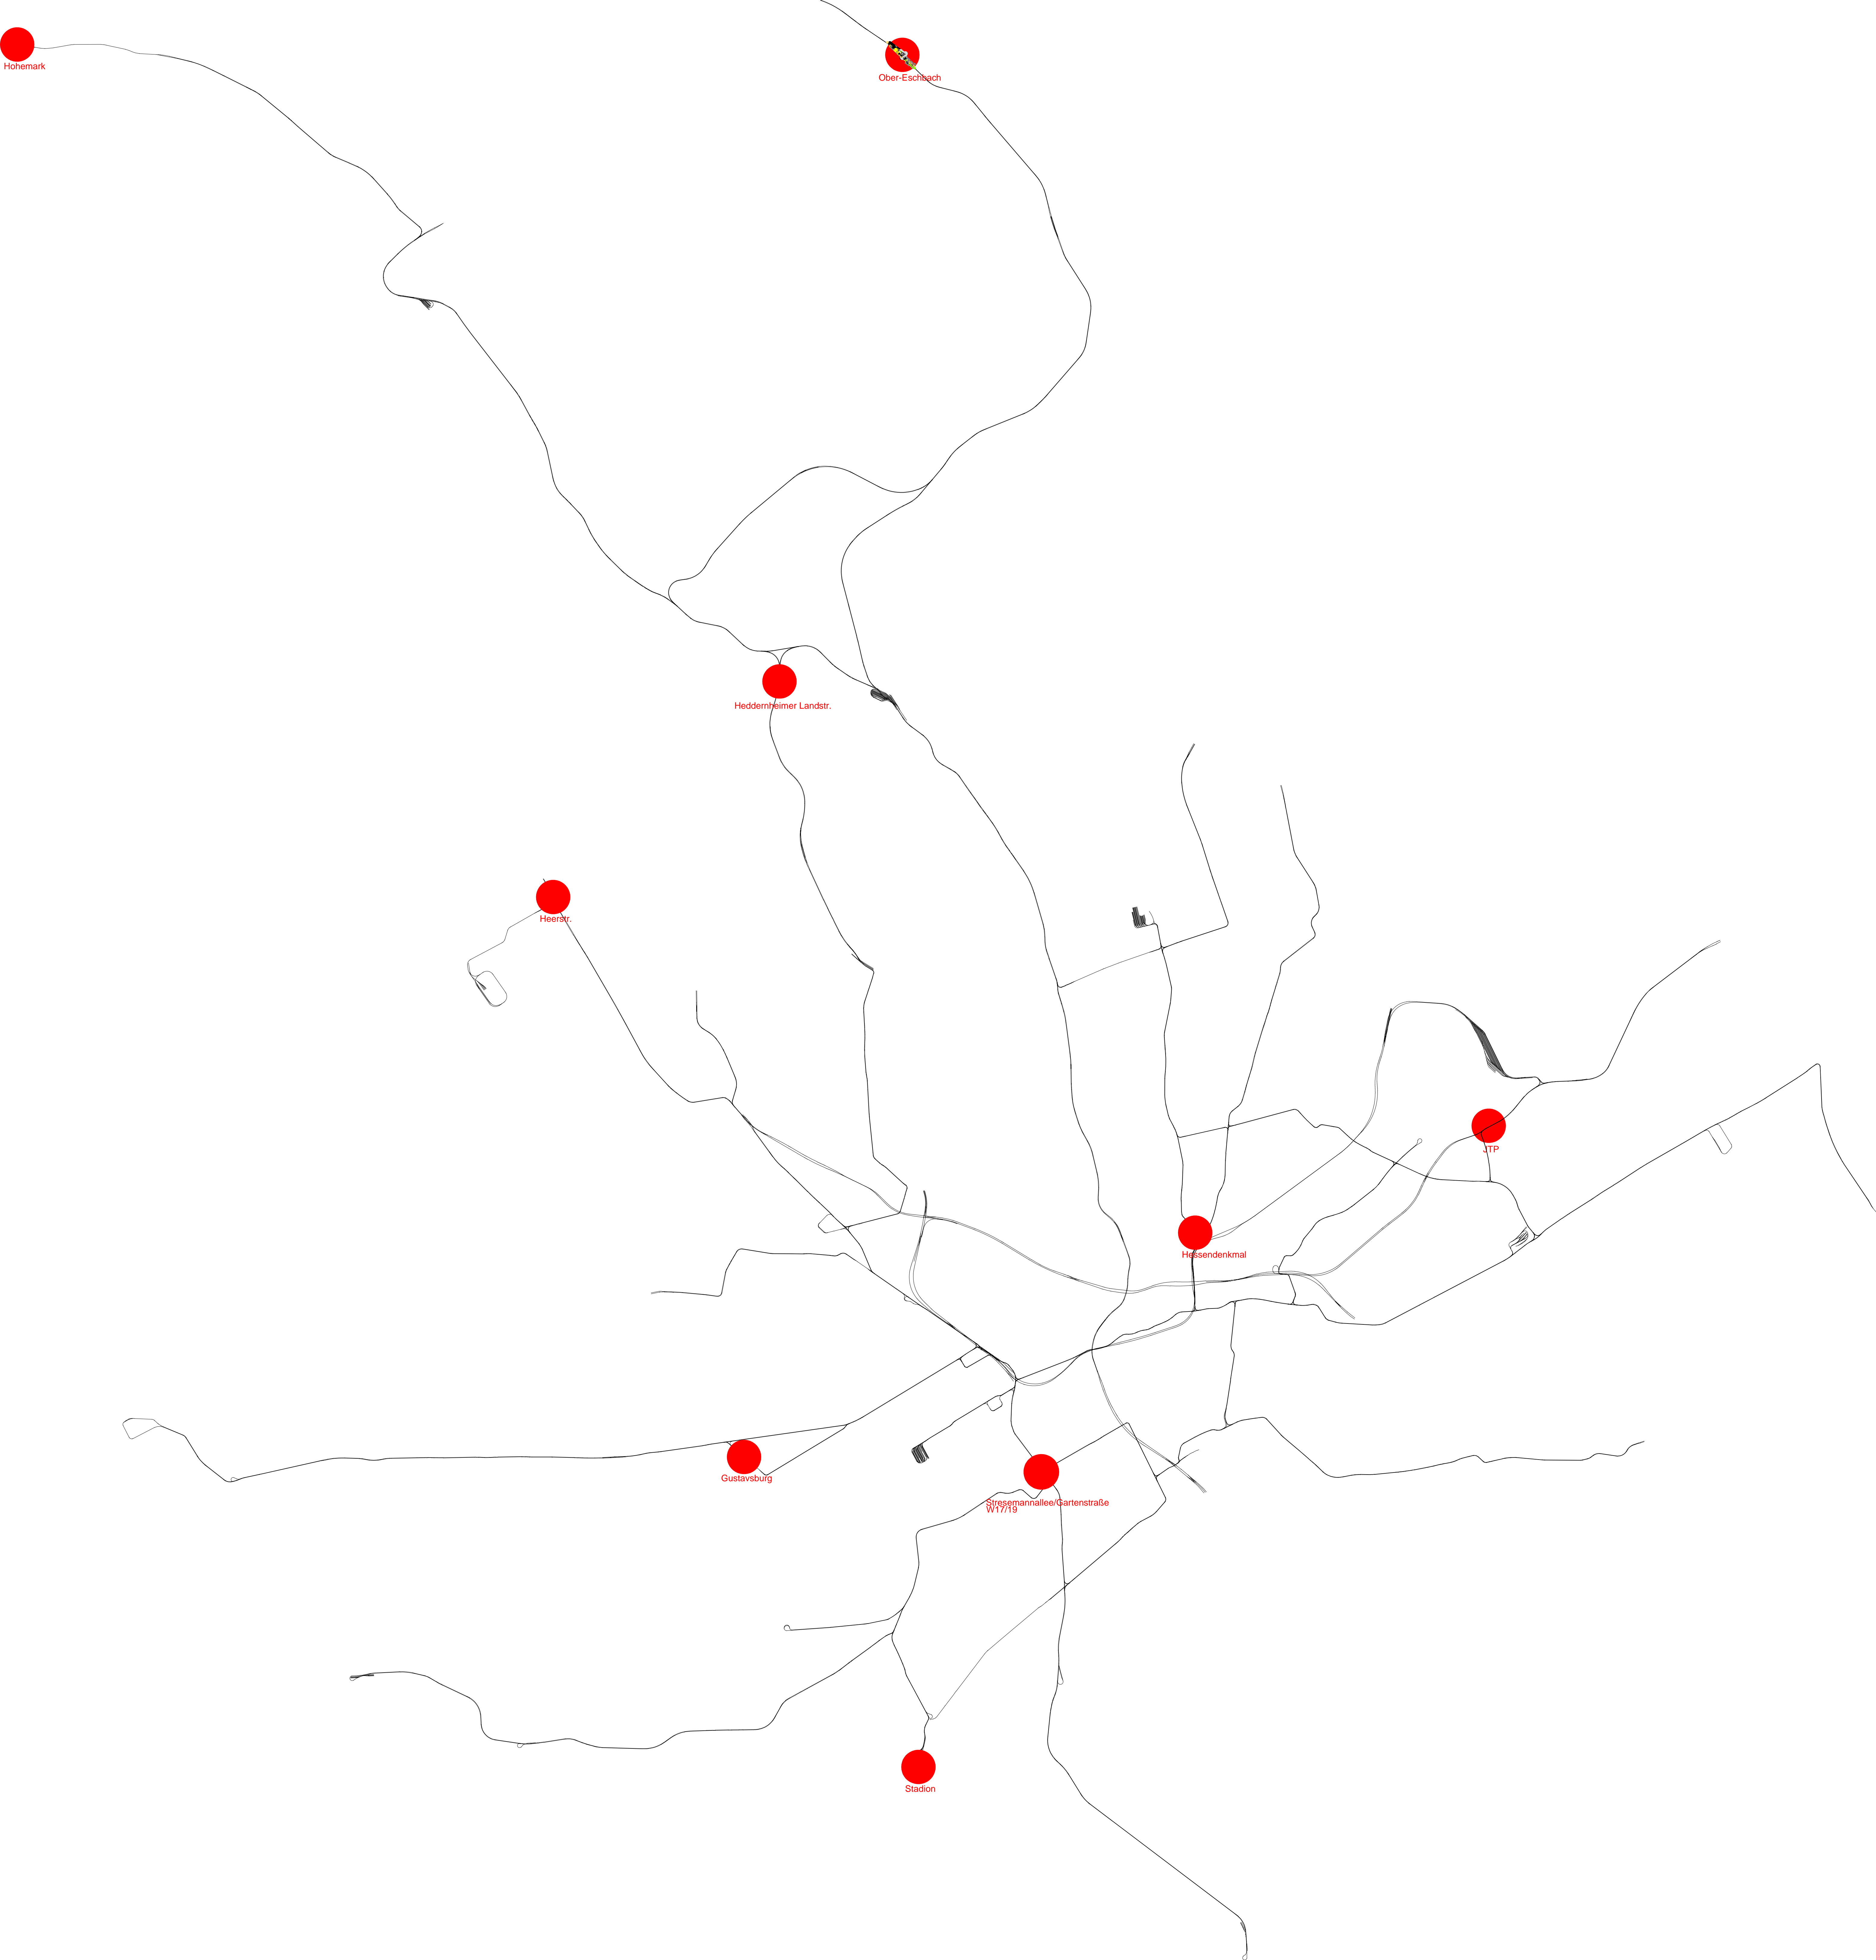 Hohemark
Ober-Eschbach
Heddernheimer Landstr.
Heerstr.
JTP
Hessendenkmal
Gustavsburg
Stresemannallee/Gartenstraße
W17/19
Stadion